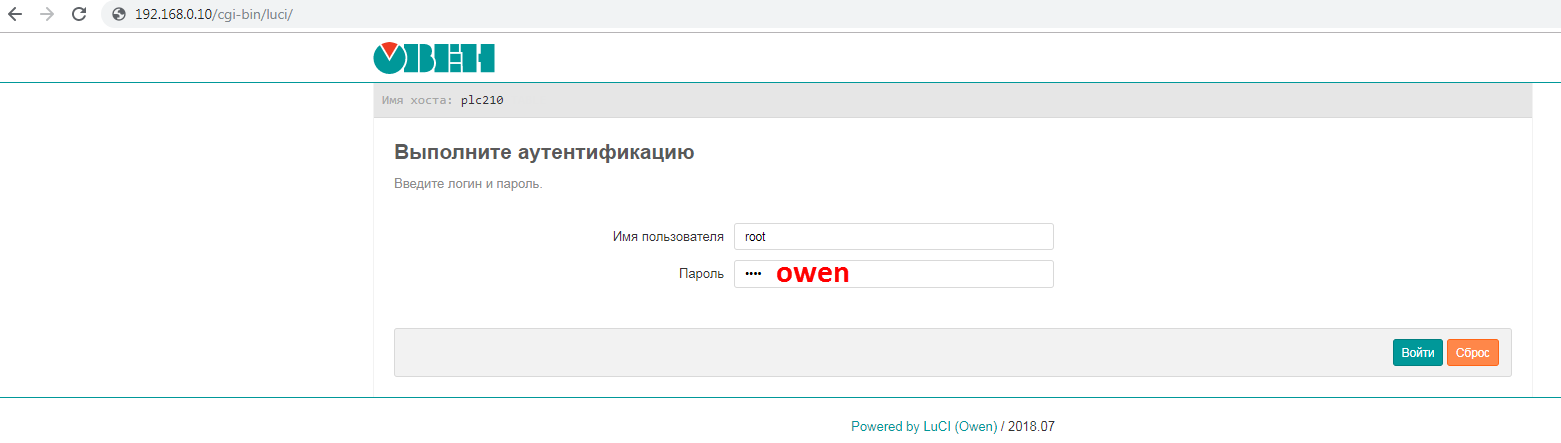 192.168.0.10/cgi-bin/luci/
ОВЕН
Имя хоста: plc210
Выполните аутентификацию
Введите логин и пароль.
Имя пользователя root
Пароль •••• owen
Войти Сброс
Powered by LuCI (Owen) / 2018.07